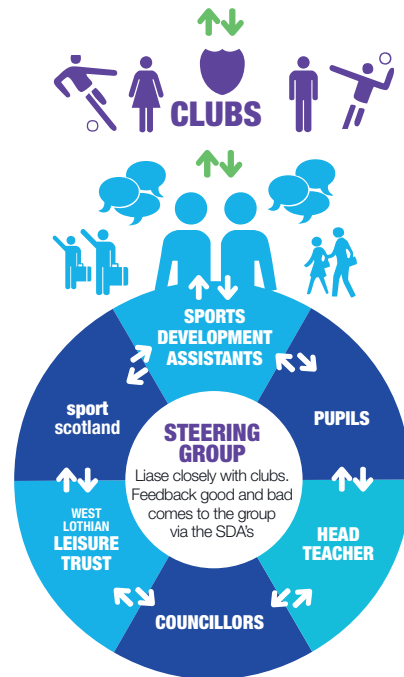 CLUBS
SPORTS
DEVELOPMENT
ASSISTANTS
sport
scotland
PUPILS
STEERING
GROUP
Liase closely with clubs.
Feedback good and bad
comes to the group
via the SDA's
WEST
LOTHIAN
LEISURE
TRUST
HEAD
TEACHER
COUNCILLORS